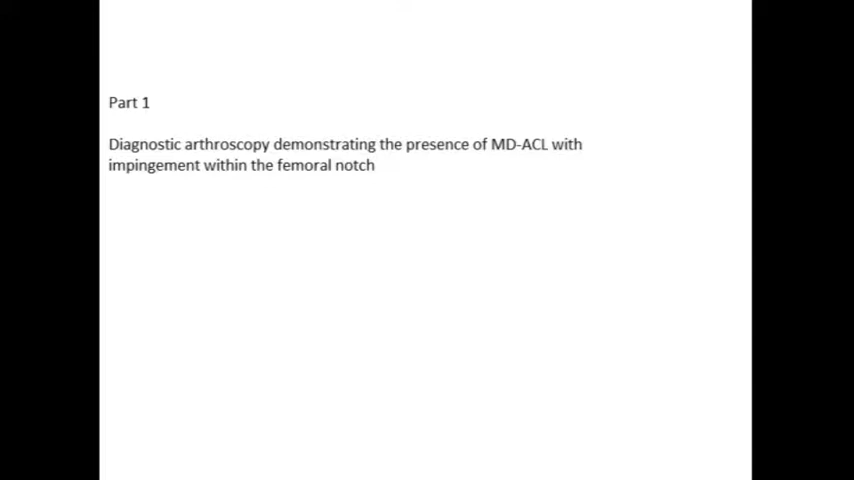 Part 1
Diagnostic arthroscopy demonstrating the presence of MD-ACL with
impingement within the femoral notch